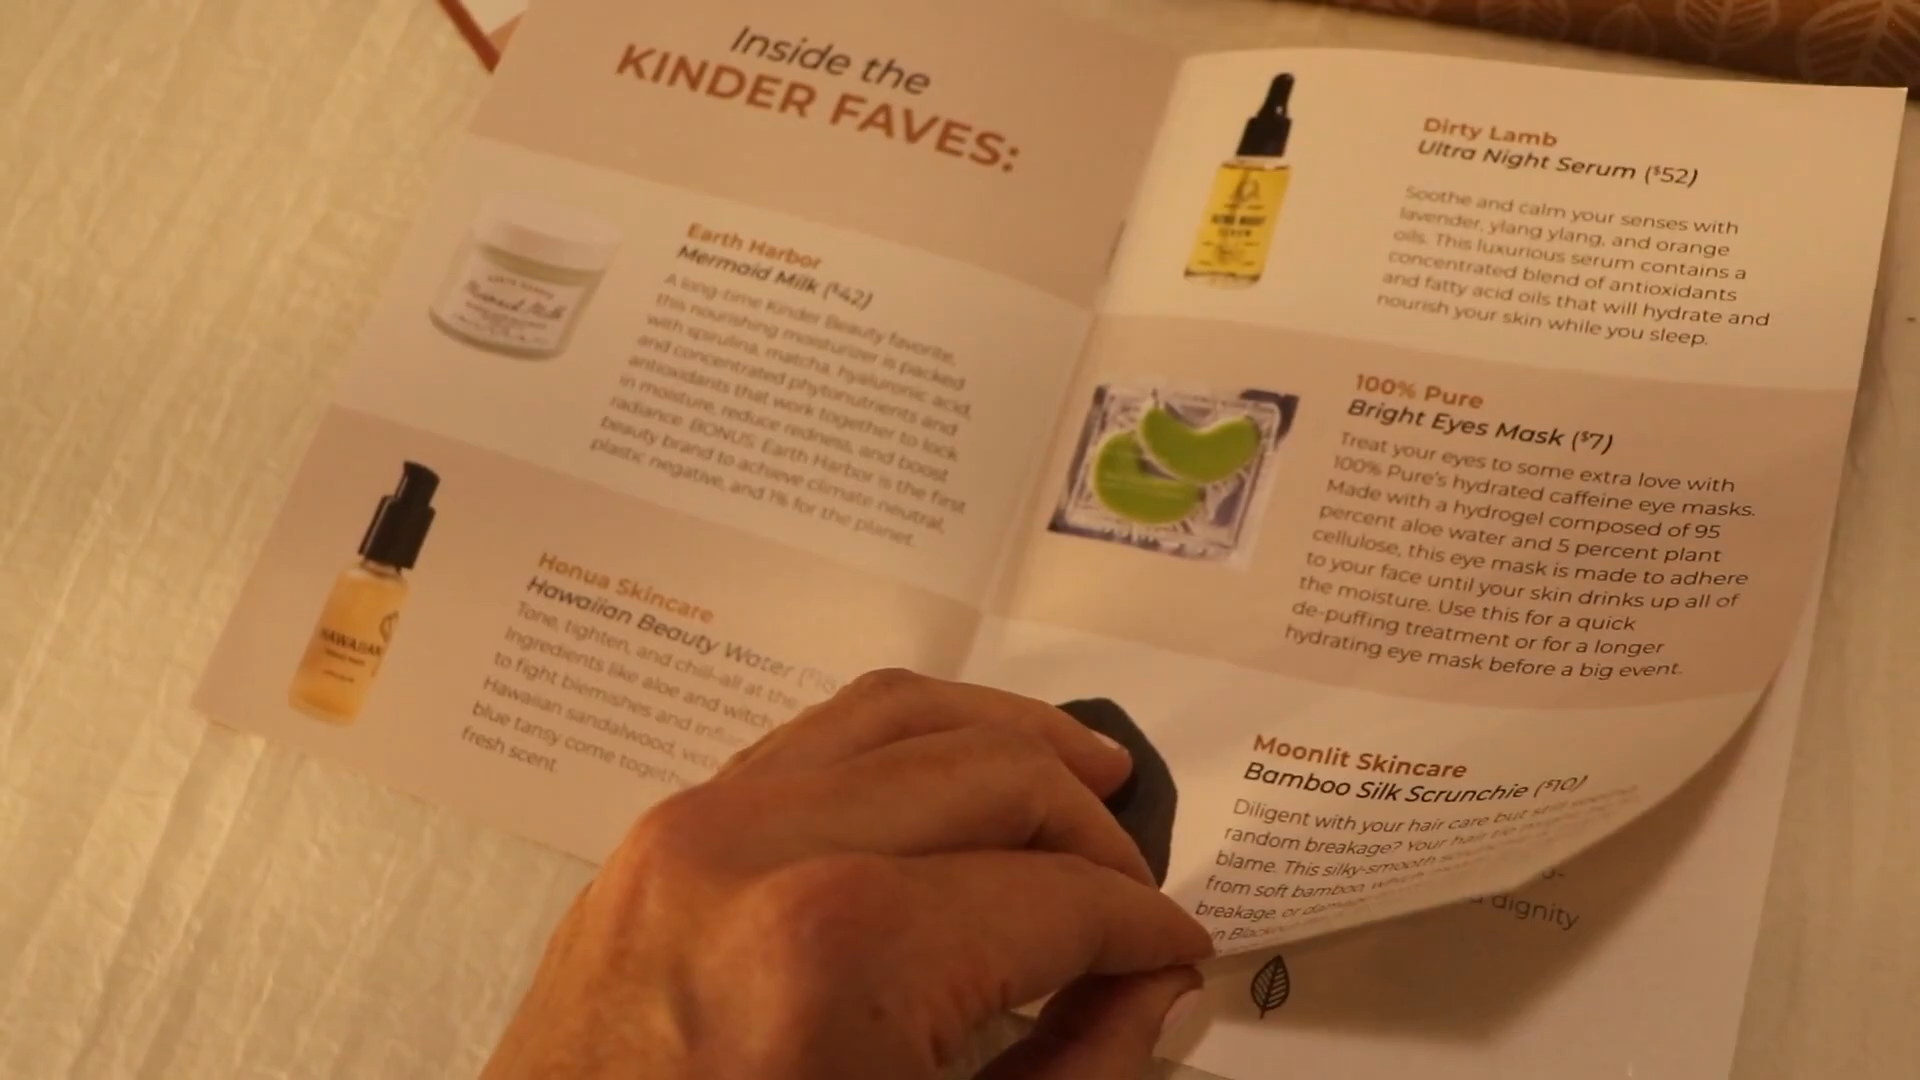 Inside the
KINDER FAVES:
Earth Harbor
Mermaid Milk ($42)
A long-time Kinder Beauty favorite,
this nourishing moisturizer is packed
with spirulina, matcha, hyaluronic acid,
and concentrated phytonutrients and
antioxidants that work together to lock
in moisture, reduce redness, and boost
radiance. BONUS: Earth Harbor is the first
beauty brand to achieve climate neutral,
plastic negative, and 1% for the planet.
Mermaid Milk
Honua Skincare
Hawaiian Beauty Water
Tone, tighten, and chill-all at the
Ingredients like aloe and witch
to fight blemishes and
Hawaiian sandalwood,
blue tansy come
fresh scent.
HAWAIIAN
Dirty Lamb
Ultra Night Serum ($52)
Soothe and calm your senses with
lavender, ylang ylang, and orange
oils. This luxurious serum contains a
concentrated blend of antioxidants
and fatty acid oils that will hydrate and
nourish your skin while you sleep.
100% Pure
Bright Eyes Mask ($7)
Treat your eyes to some extra love with
100% Pure's hydrated caffeine eye masks.
Made with a hydrogel composed of 95
percent aloe water and 5 percent plant
cellulose, this eye mask is made to adhere
to your face until your skin drinks up all of
the moisture. Use this for a quick
de-puffing treatment or for a longer
hydrating eye mask before a big event.
Moonlit Skincare
Bamboo Silk Scrunchie ($10)
Diligent with your hair care but still
random breakage? Your hair tie
blame. This silky-smooth
from soft bamboo,
breakage, or
in
dignity